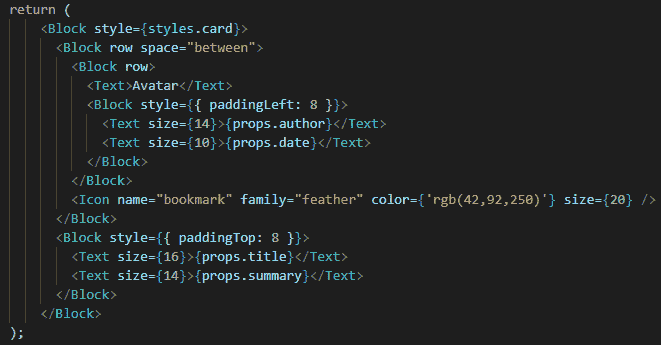 return (
    <Block style={styles.card}>
      <Block row space="between">
        <Block row>
          <Text>Avatar</Text>
          <Block style={{ paddingLeft: 8 }}>
            <Text size={14}>{props.author}</Text>
            <Text size={10}>{props.date}</Text>
          </Block>
        </Block>
        <Icon name="bookmark" family="feather" color={'rgb(42,92,250)'} size={20} />
      </Block>
      <Block style={{ paddingTop: 8 }}>
        <Text size={16}>{props.title}</Text>
        <Text size={14}>{props.summary}</Text>
      </Block>
    </Block>
);